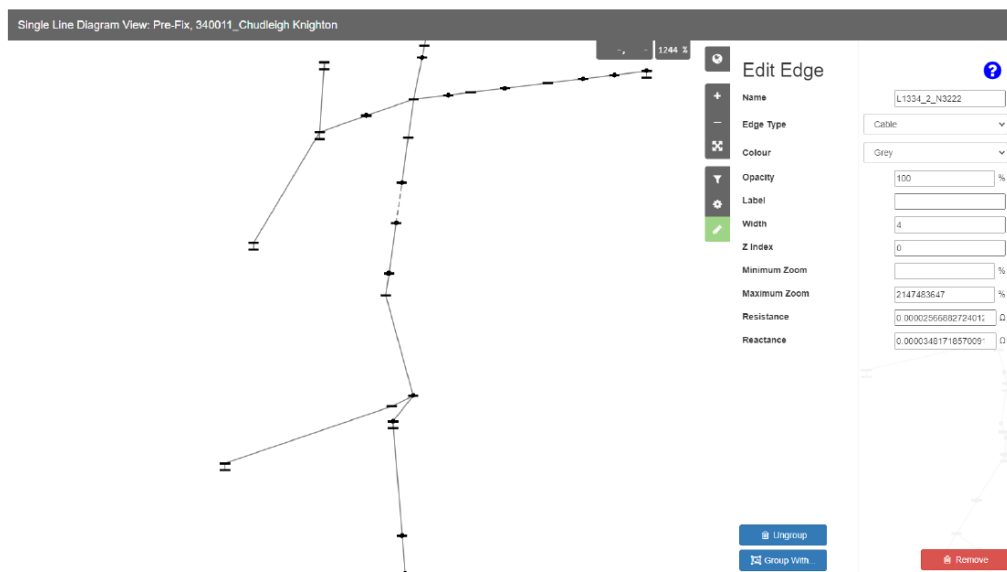 Single Line Diagram View: Pre-Fix, 340011_Chudleigh Knighton
-, - 1244 %
Edit Edge ?
Name L1334_2_N3222
Edge Type Cable
Colour Grey
Opacity 100 %
Label
Width 4
Z Index 0
Minimum Zoom %
Maximum Zoom 2147483647 %
Resistance 0.00002566882724012 Ω
Reactance 0.0000348171857009 Ω
Ungroup
Group With...
Remove